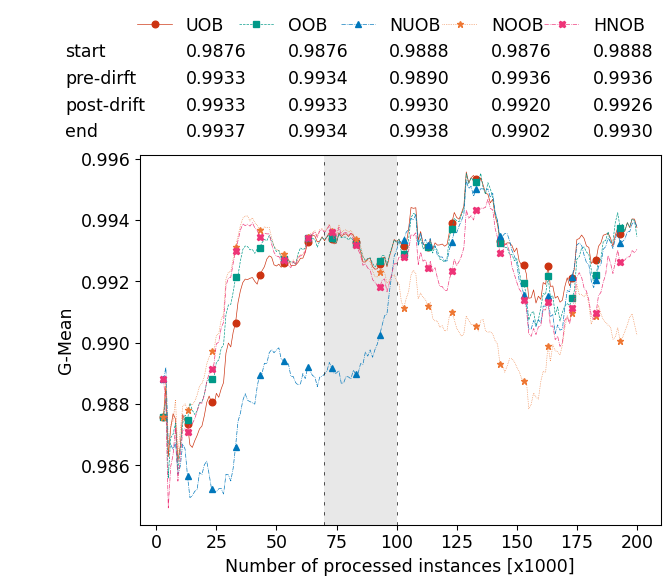 UOB OOB NUOB NOOB HNOB
start 0.9876 0.9876 0.9888 0.9876 0.9888
pre-dirft 0.9933 0.9934 0.9890 0.9936 0.9936
post-drift 0.9933 0.9933 0.9930 0.9920 0.9926
end 0.9937 0.9934 0.9938 0.9902 0.9930
0.996
0.994
0.992
0.990
0.988
0.986
G-Mean
0 25 50 75 100 125 150 175 200
Number of processed instances [x1000]